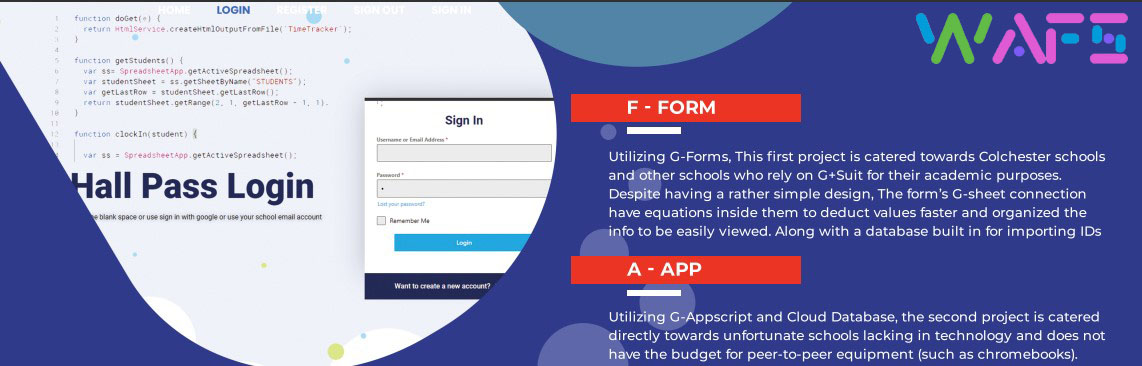 HOME LOGIN REGISTER SIGN OUT SIGN IN
1 function doGet(e) {
2 return HtmlService.createHtmlOutputFromFile('TimeTracker');
3 }
4
5 function getStudents() {
6 var ss= SpreadsheetApp.getActiveSpreadsheet();
7 var studentSheet = ss.getSheetByName("STUDENTS");
8 var getLastRow = studentSheet.getLastRow();
9 return studentSheet.getRange(2, 1, getLastRow - 1, 1).
10 }
11
12 function clockIn(student) {
var ss = SpreadsheetApp.getActiveSpreadsheet();
Hall Pass Login
blank space or use sign in with google or use your school email account
Sign In
Username or Email Address *
Password *
Lost your password?
Remember Me
Login
Want to create a new account?
WAFS
F - FORM
Utilizing G-Forms, This first project is catered towards Colchester schools
and other schools who rely on G+Suit for their academic purposes.
Despite having a rather simple design, The form's G-sheet connection
have equations inside them to deduct values faster and organized the
info to be easily viewed. Along with a database built in for importing IDs
A - APP
Utilizing G-Appscript and Cloud Database, the second project is catered
directly towards unfortunate schools lacking in technology and does not
have the budget for peer-to-peer equipment (such as chromebooks).